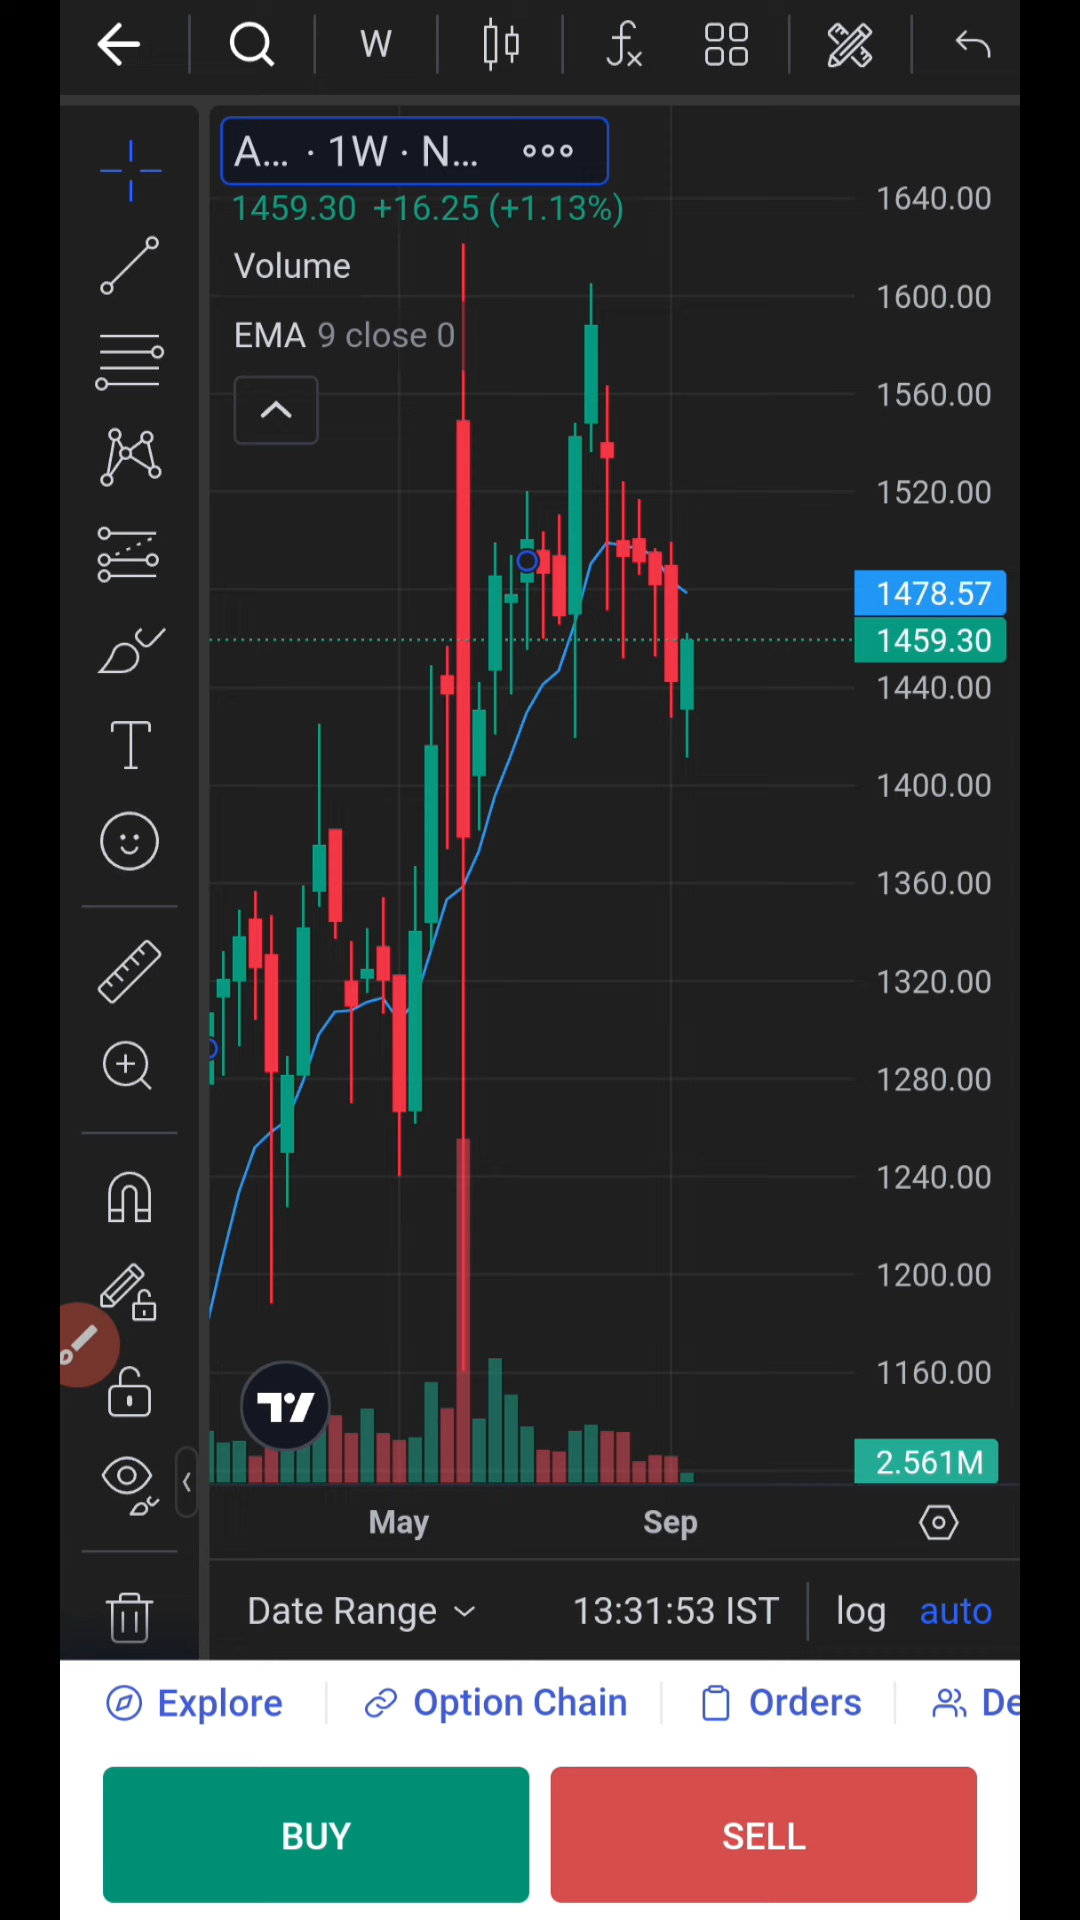 W
A... · 1W · N... ooo
1459.30 +16.25 (+1.13%)
Volume
EMA 9 close 0
1640.00
1600.00
1560.00
1520.00
1478.57
1459.30
1440.00
1400.00
1360.00
1320.00
1280.00
1240.00
1200.00
1160.00
2.561M
T
May Sep
Date Range 13:31:53 IST log auto
Explore Option Chain Orders De
BUY SELL